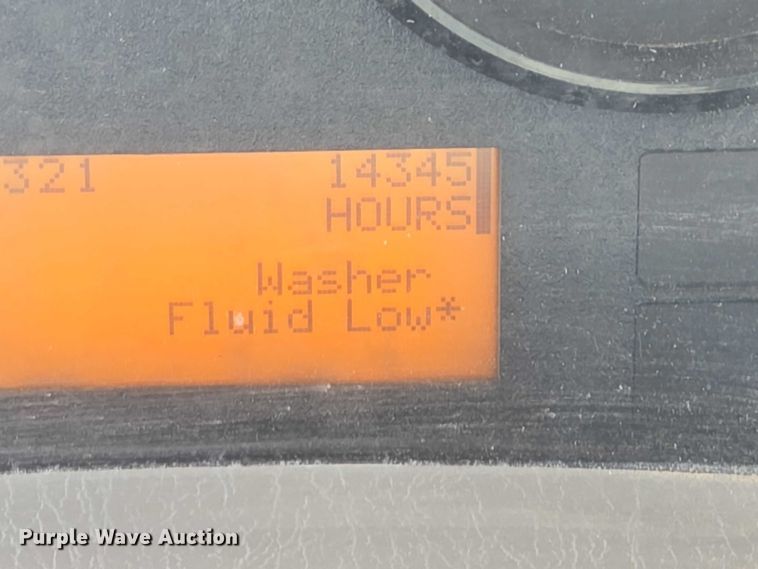 321 14345
HOURS
Washer
Fluid Low*
Purple Wave Auction